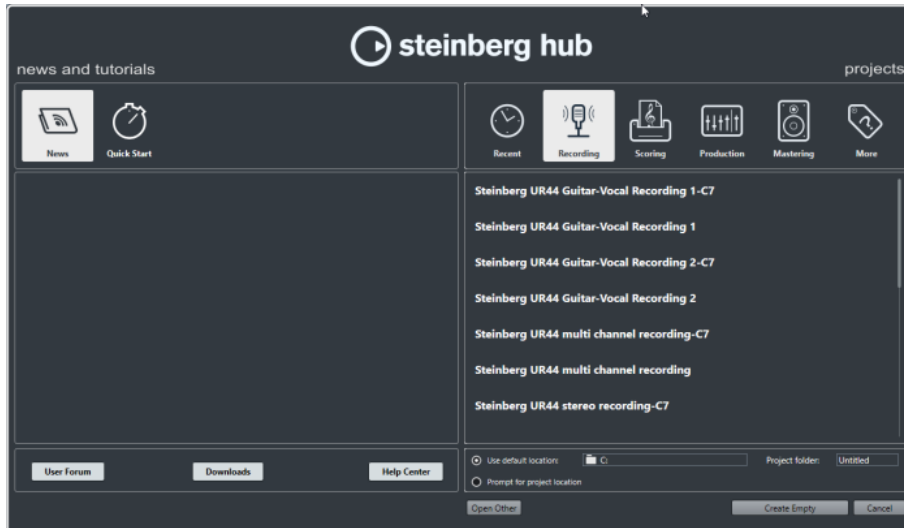 steinberg hub
news and tutorials
projects
News
Quick Start
Recent
Recording
Scoring
Production
Mastering
More
Steinberg UR44 Guitar-Vocal Recording 1-C7
Steinberg UR44 Guitar-Vocal Recording 1
Steinberg UR44 Guitar-Vocal Recording 2-C7
Steinberg UR44 Guitar-Vocal Recording 2
Steinberg UR44 multi channel recording-C7
Steinberg UR44 multi channel recording
Steinberg UR44 stereo recording-C7
User Forum
Downloads
Help Center
Use default location:
C:
Project folder:
Untitled
Prompt for project location
Open Other
Create Empty
Cancel